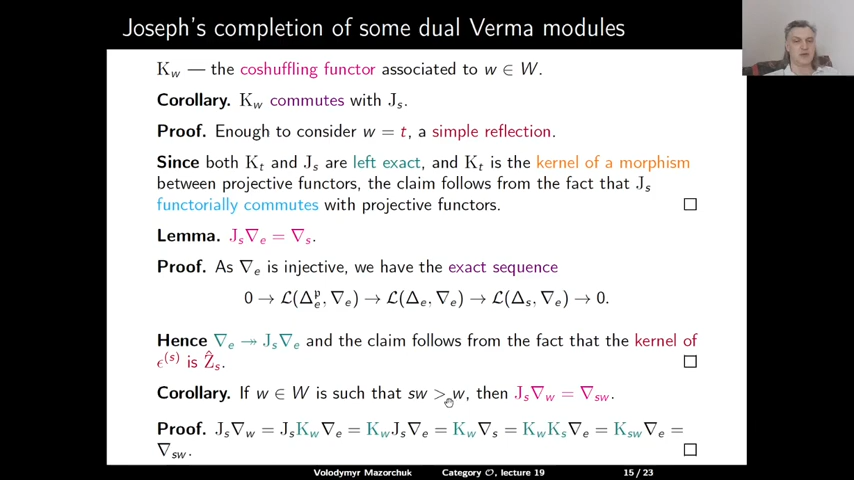 Joseph's completion of some dual Verma modules
K_w — the coshuffling functor associated to w ∈ W.
Corollary. K_w commutes with J_s.
Proof. Enough to consider w = t, a simple reflection.
Since both K_t and J_s are left exact, and K_t is the kernel of a morphism
between projective functors, the claim follows from the fact that J_s
functorially commutes with projective functors. □
Lemma. J_s∇_e = ∇_s.
Proof. As ∇_e is injective, we have the exact sequence
0 → ℒ(Δ_e^𝔭, ∇_e) → ℒ(Δ_e, ∇_e) → ℒ(Δ_s, ∇_e) → 0.
Hence ∇_e ↠ J_s∇_e and the claim follows from the fact that the kernel of
ϵ^(s) is Ẑ_s. □
Corollary. If w ∈ W is such that sw > w, then J_s∇_w = ∇_sw.
Proof. J_s∇_w = J_sK_w∇_e = K_wJ_s∇_e = K_w∇_s = K_wK_s∇_e = K_sw∇_e =
∇_sw. □
Volodymyr Mazorchuk Category 𝒪, lecture 19 15 / 23